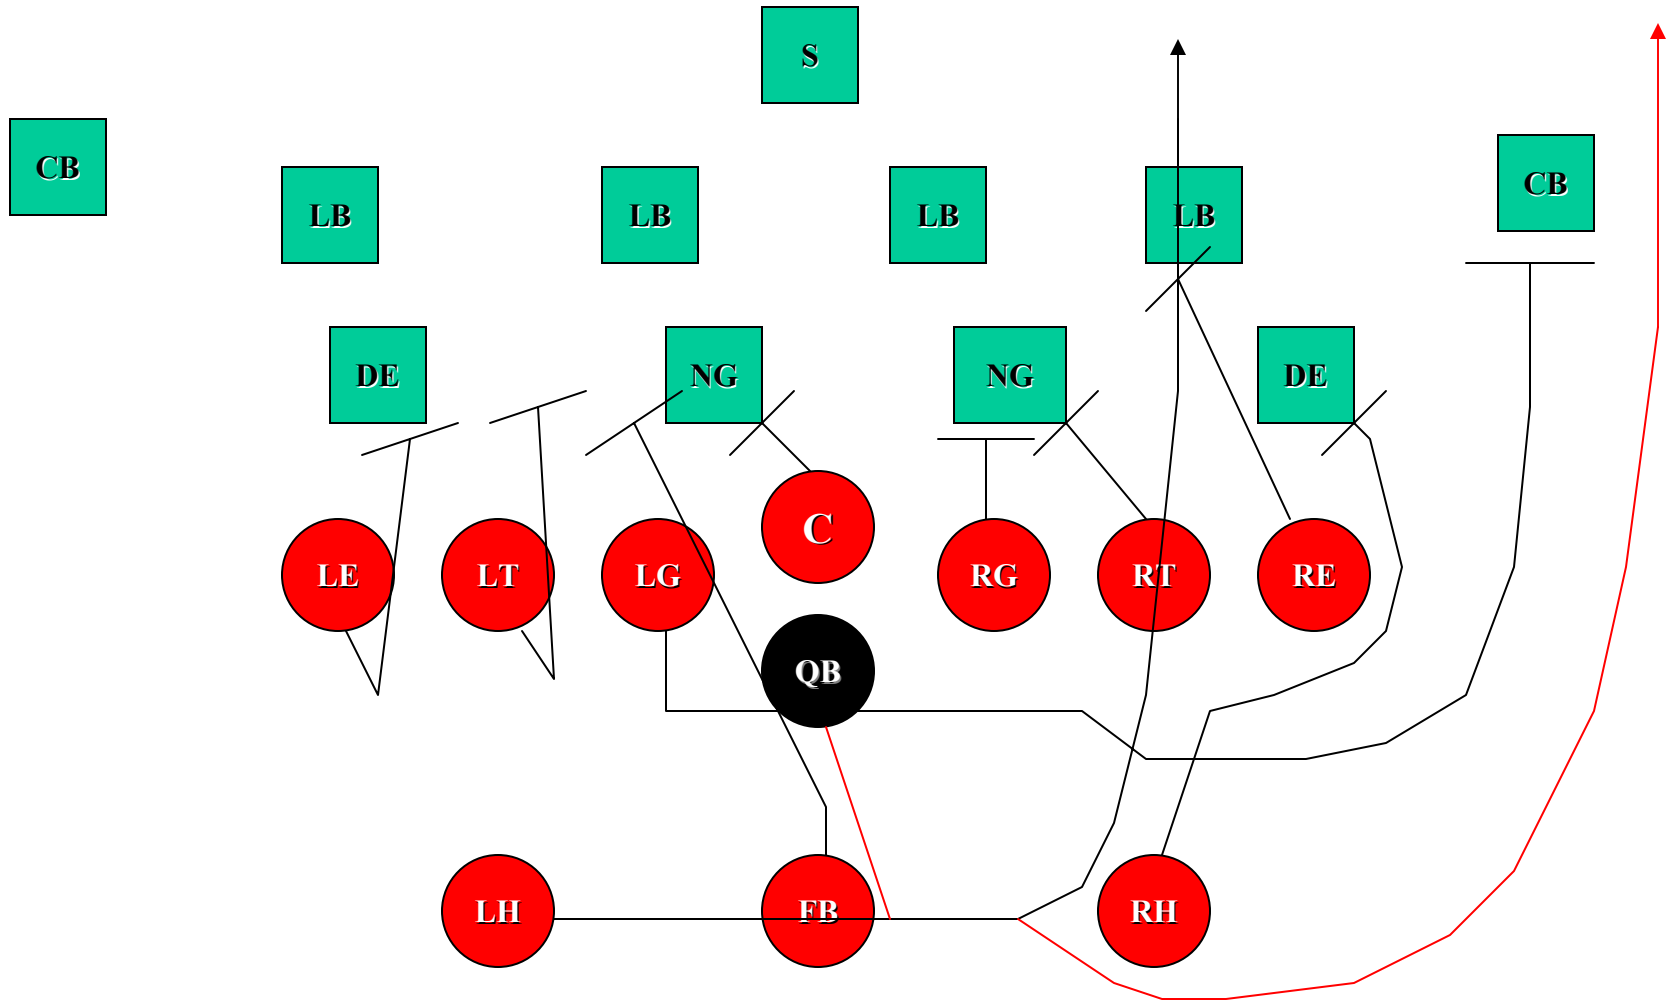 S
CB
CB
LB
LB
LB
LB
DE
NG
NG
DE
C
LE
LT
LG
RG
RT
RE
QB
LH
FB
RH